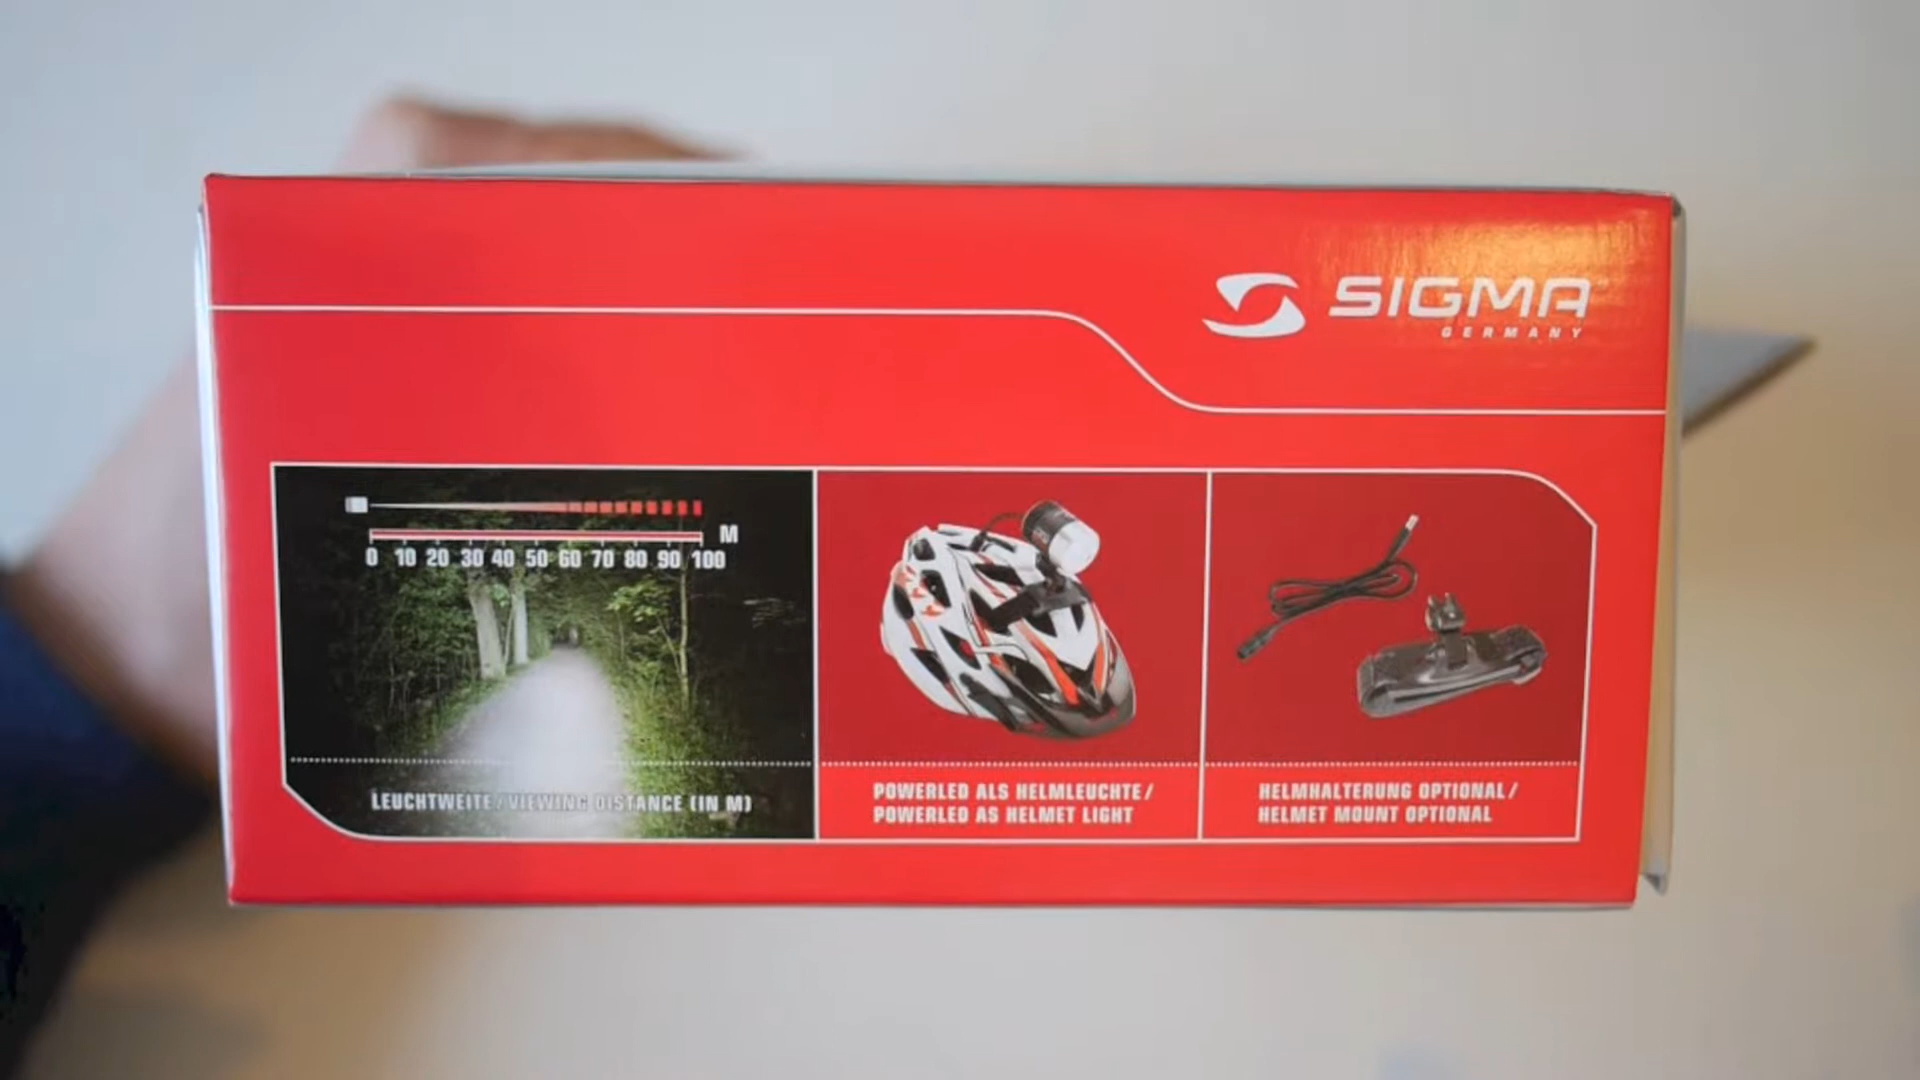 SIGMA
GERMANY
M
0 10 20 30 40 50 60 70 80 90 100
LEUCHTWEITE/VIEWING DISTANCE (IN M)
POWERLED ALS HELMLEUCHTE/
POWERLED AS HELMET LIGHT
HELMHALTERUNG OPTIONAL/
HELMET MOUNT OPTIONAL